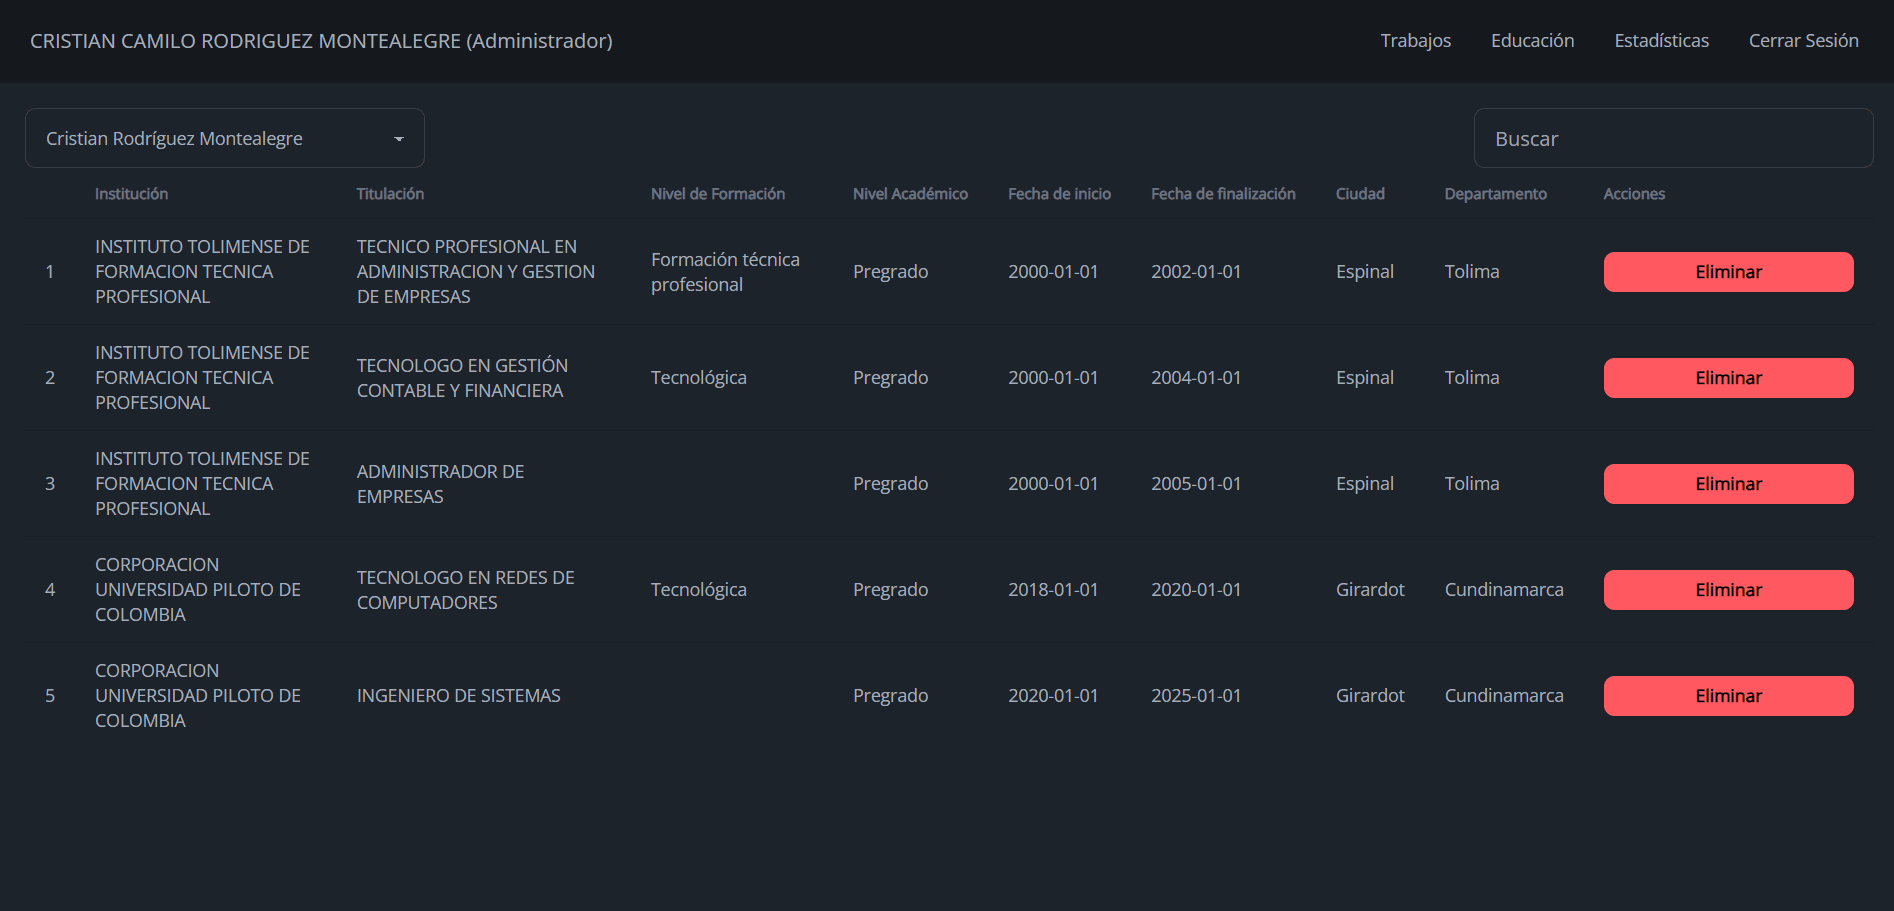 CRISTIAN CAMILO RODRIGUEZ MONTEALEGRE (Administrador)
Trabajos Educación Estadísticas Cerrar Sesión
Cristian Rodríguez Montealegre
Buscar
Institución Titulación Nivel de Formación Nivel Académico Fecha de inicio Fecha de finalización Ciudad Departamento Acciones
1
INSTITUTO TOLIMENSE DE
FORMACION TECNICA
PROFESIONAL
TECNICO PROFESIONAL EN
ADMINISTRACION Y GESTION
DE EMPRESAS
Formación técnica
profesional
Pregrado 2000-01-01 2002-01-01 Espinal Tolima Eliminar
2
INSTITUTO TOLIMENSE DE
FORMACION TECNICA
PROFESIONAL
TECNOLOGO EN GESTIÓN
CONTABLE Y FINANCIERA
Tecnológica Pregrado 2000-01-01 2004-01-01 Espinal Tolima Eliminar
3
INSTITUTO TOLIMENSE DE
FORMACION TECNICA
PROFESIONAL
ADMINISTRADOR DE
EMPRESAS
Pregrado 2000-01-01 2005-01-01 Espinal Tolima Eliminar
4
CORPORACION
UNIVERSIDAD PILOTO DE
COLOMBIA
TECNOLOGO EN REDES DE
COMPUTADORES
Tecnológica Pregrado 2018-01-01 2020-01-01 Girardot Cundinamarca Eliminar
5
CORPORACION
UNIVERSIDAD PILOTO DE
COLOMBIA
INGENIERO DE SISTEMAS
Pregrado 2020-01-01 2025-01-01 Girardot Cundinamarca Eliminar